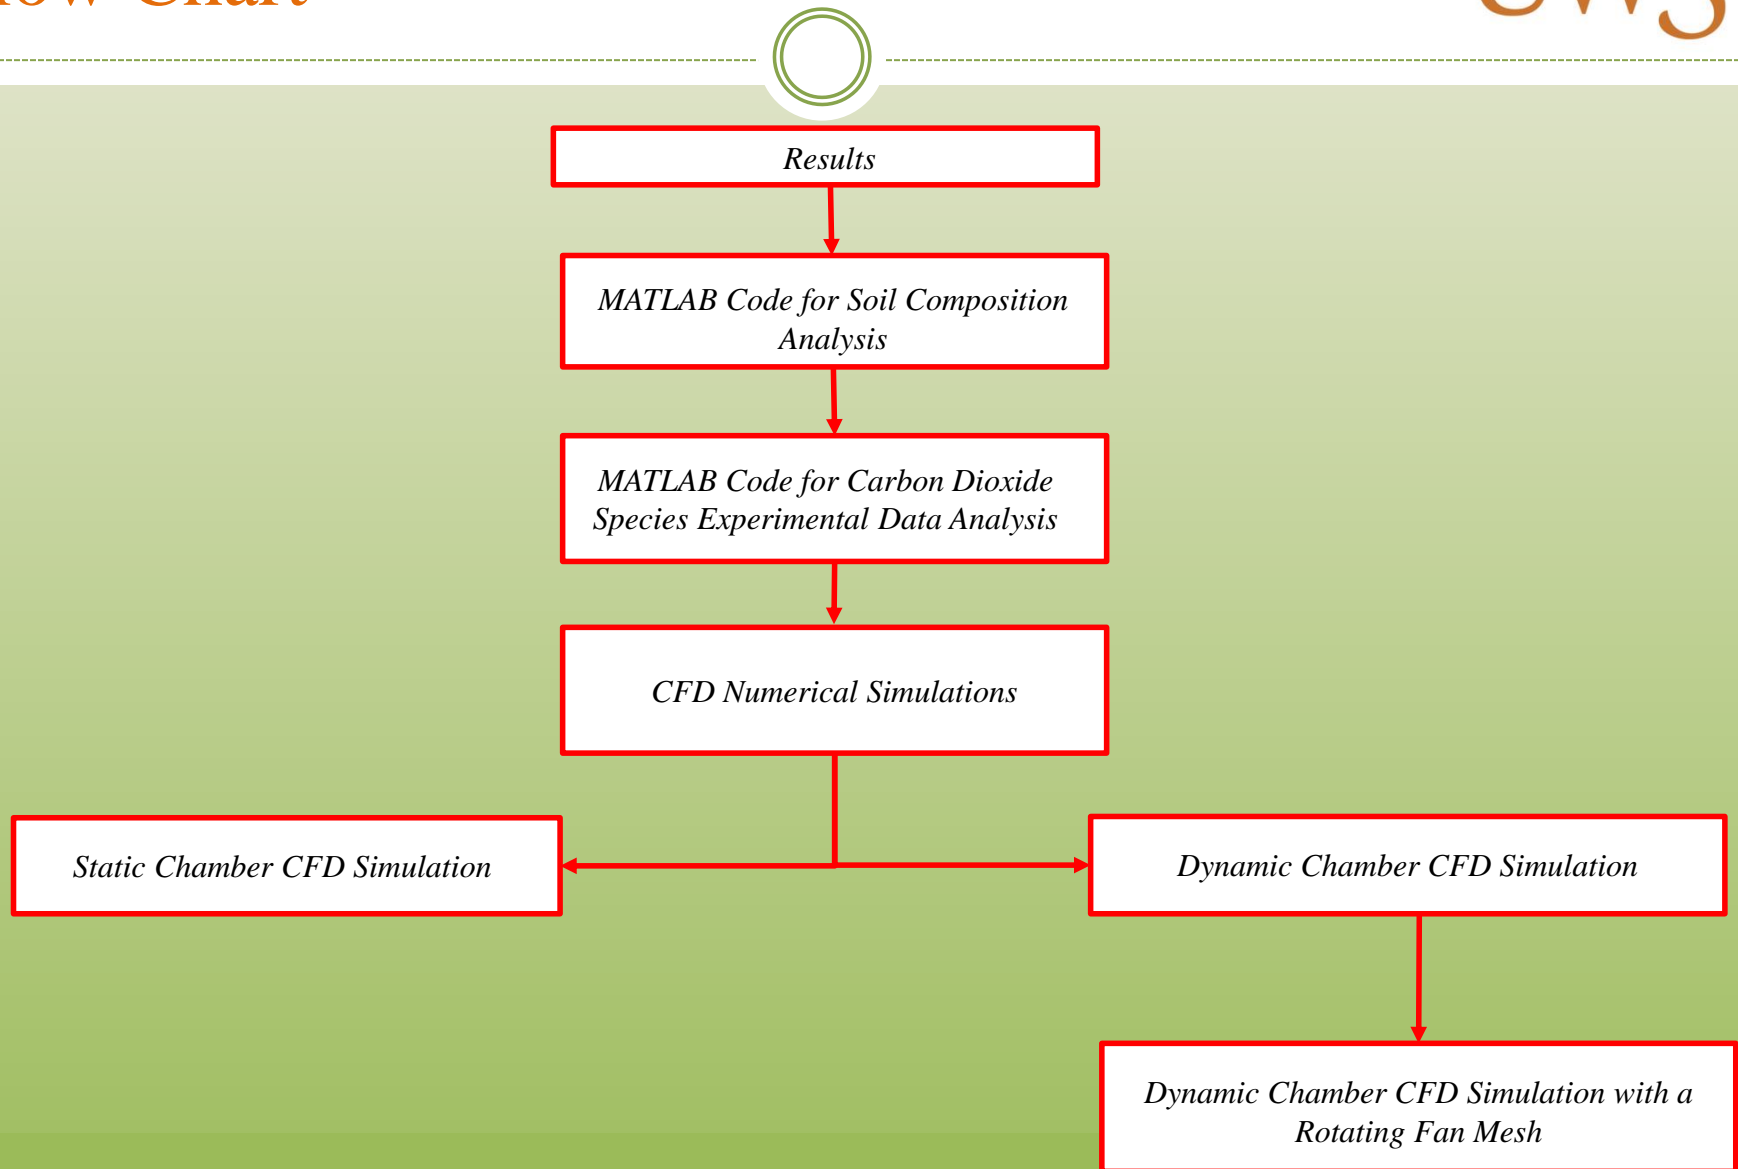 Chart
Results
MATLAB Code for Soil Composition
Analysis
MATLAB Code for Carbon Dioxide
Species Experimental Data Analysis
CFD Numerical Simulations
Static Chamber CFD Simulation
Dynamic Chamber CFD Simulation
Dynamic Chamber CFD Simulation with a
Rotating Fan Mesh